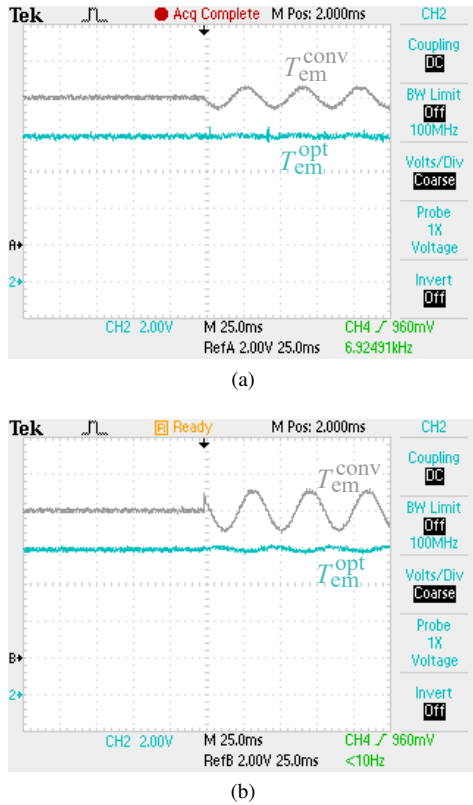 Tek Acq Complete M Pos: 2.000ms CH2
Coupling
DC
BW Limit
Off
100MHz
Volts/Div
Coarse
Probe
1X
Voltage
Invert
Off
T_em^conv
T_em^opt
A
2
CH2 2.00V M 25.0ms CH4 960mV
RefA 2.00V 25.0ms 6.92491kHz
(a)
Tek R Ready M Pos: 2.000ms CH2
Coupling
DC
BW Limit
Off
100MHz
Volts/Div
Coarse
Probe
1X
Voltage
Invert
Off
T_em^conv
T_em^opt
B
2
CH2 2.00V M 25.0ms CH4 960mV
RefB 2.00V 25.0ms <10Hz
(b)